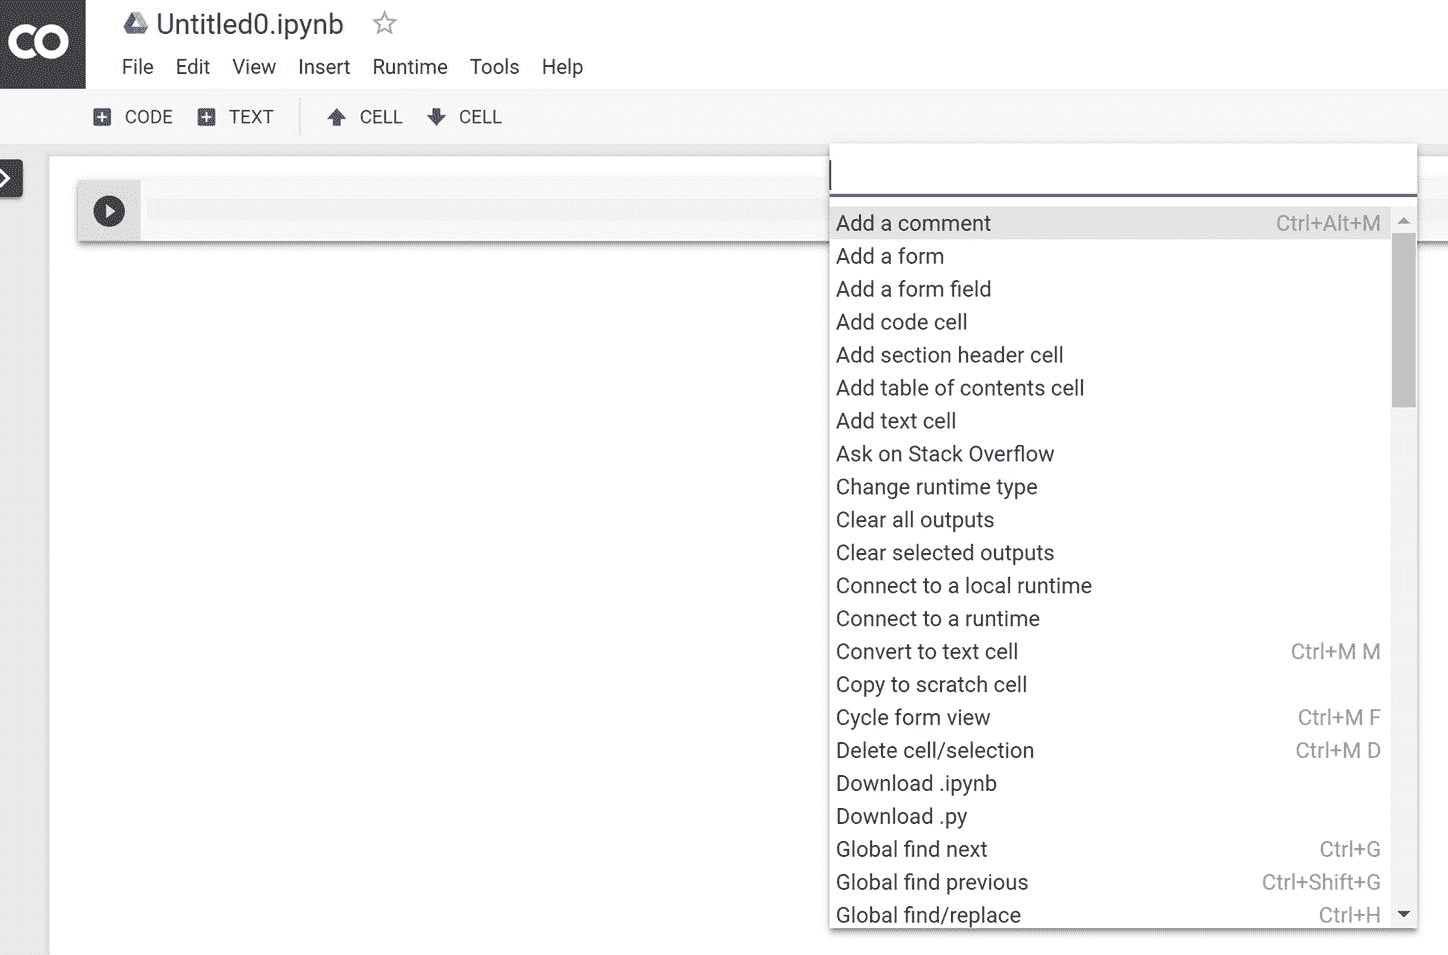 CO Untitled0.ipynb
File Edit View Insert Runtime Tools Help
CODE TEXT CELL CELL
Add a comment Ctrl+Alt+M
Add a form
Add a form field
Add code cell
Add section header cell
Add table of contents cell
Add text cell
Ask on Stack Overflow
Change runtime type
Clear all outputs
Clear selected outputs
Connect to a local runtime
Connect to a runtime
Convert to text cell Ctrl+M M
Copy to scratch cell
Cycle form view Ctrl+M F
Delete cell/selection Ctrl+M D
Download .ipynb
Download .py
Global find next Ctrl+G
Global find previous Ctrl+Shift+G
Global find/replace Ctrl+H